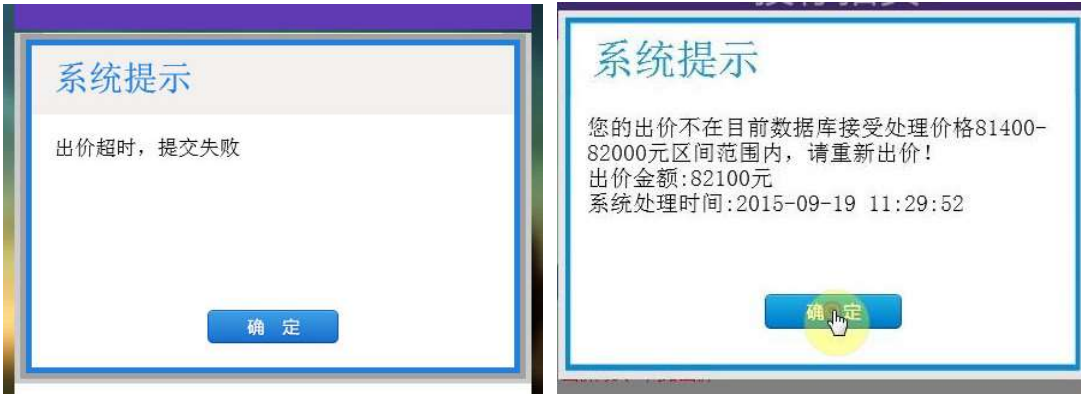 系统提示
出价超时，提交失败
确 定
系统提示
您的出价不在目前数据库接受处理价格81400-
82000元区间范围内，请重新出价！
出价金额:82100元
系统处理时间:2015-09-19 11:29:52
确 定